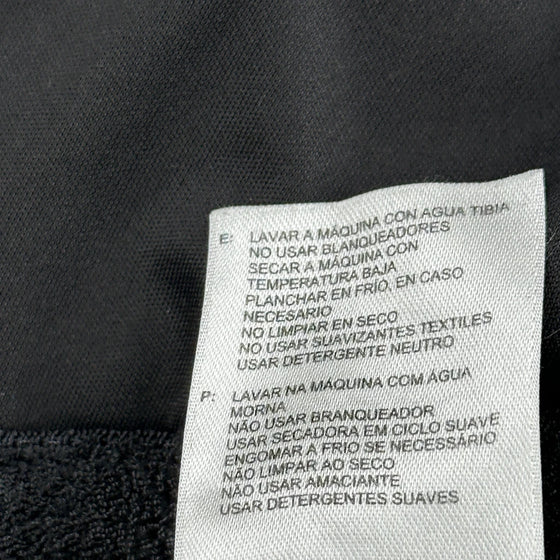 E: LAVAR A MÁQUINA CON AGUA TIBIA
NO USAR BLANQUEADORES
SECAR A MÁQUINA CON
TEMPERATURA BAJA
PLANCHAR EN FRÍO, EN CASO
NECESARIO
NO LIMPIAR EN SECO
NO USAR SUAVIZANTES TEXTILES
USAR DETERGENTE NEUTRO
P: LAVAR NA MÁQUINA COM ÁGUA
MORNA
NÃO USAR BRANQUEADOR
USAR SECADORA EM CICLO SUAVE
ENGOMAR A FRIO SE NECESSÁRIO
NÃO LIMPAR AO SECO
NÃO USAR AMACIANTE
USAR DETERGENTES SUAVES